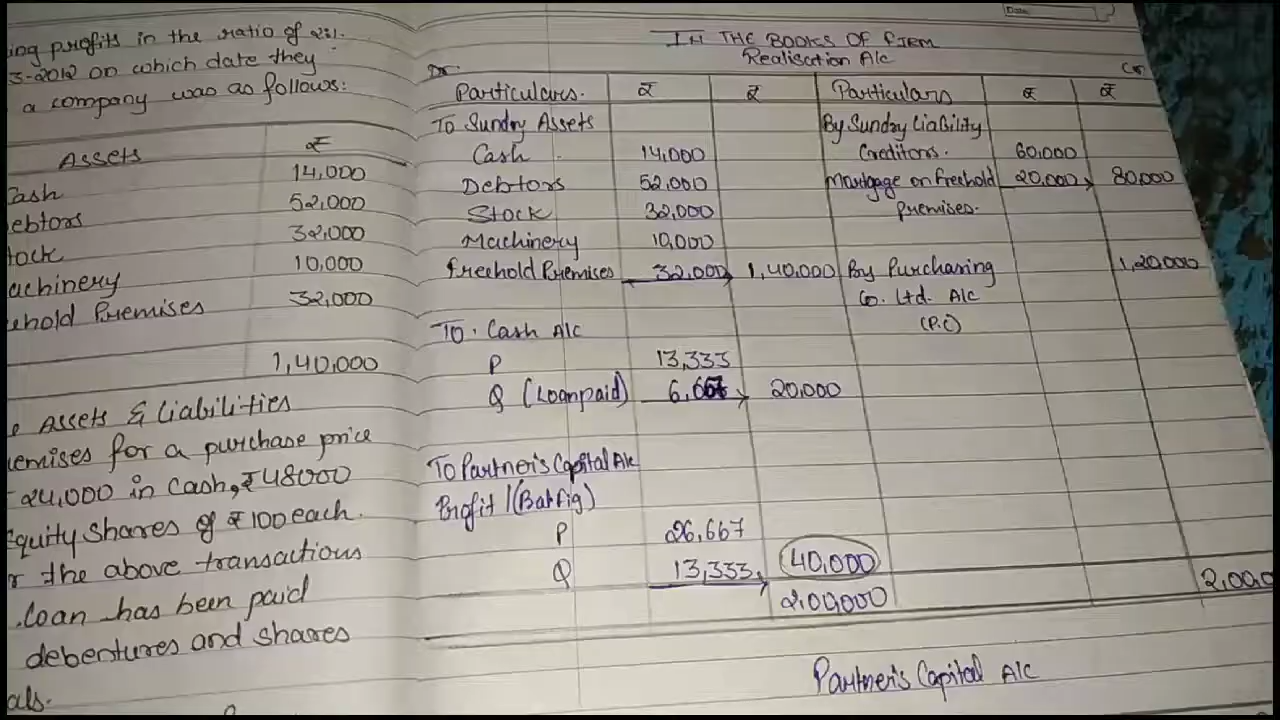 Date
ing profits in the ratio of 2:1.
3-2012 on which date they
a company was as follows:
Assets ₹
Cash 14,000
ebtors 52,000
tock 32,000
achinery 10,000
ehold Premises 32,000
1,40,000
e Assets & Liabilities
emises for a purchase price
24,000 in cash, ₹48000
Equity shares of ₹100 each.
r the above transactions
loan has been paid
debentures and shares
als.
IN THE BOOKS OF FIRM
Realisation A/c
Dr. Cr.
Particulars. ₹ ₹ Particulars ₹ ₹
To Sundry Assets By Sundry Liability
Cash 14,000 Creditors. 60,000
Debtors 52,000 Mortgage on Freehold 20,000 80,000
Stock 32,000 Premises.
Machinery 10,000
Freehold Premises 32,000 1,40,000 By Purchasing 1,20,000
Co. Ltd. A/c
(P.C)
To Cash A/c
P 13,333
Q (Loan paid) 6,667 20,000
To Partner's Capital A/c
Profit / (Bal fig)
P 26,667
Q 13,333 40,000
2,00,000 2,00,0
Partner's Capital A/c